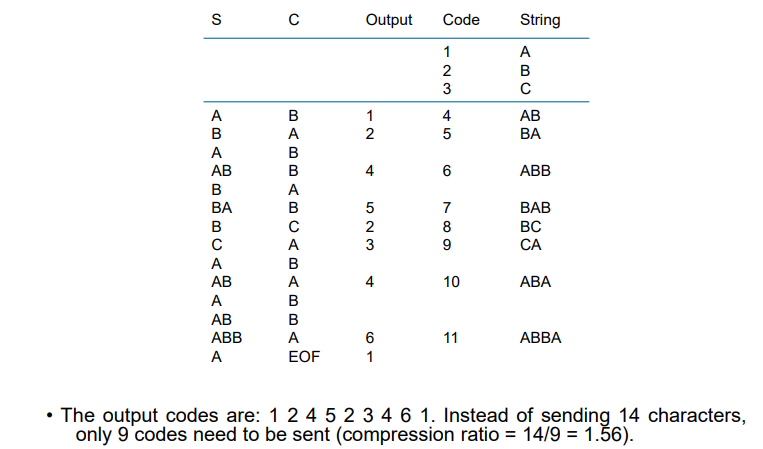 S C Output Code String
1 A
2 B
3 C
A B 1 4 AB
B A 2 5 BA
A B
AB B 4 6 ABB
B A
BA B 5 7 BAB
B C 2 8 BC
C A 3 9 CA
A B
AB A 4 10 ABA
A B
AB B
ABB A 6 11 ABBA
A EOF 1
• The output codes are: 1 2 4 5 2 3 4 6 1. Instead of sending 14 characters,
only 9 codes need to be sent (compression ratio = 14/9 = 1.56).